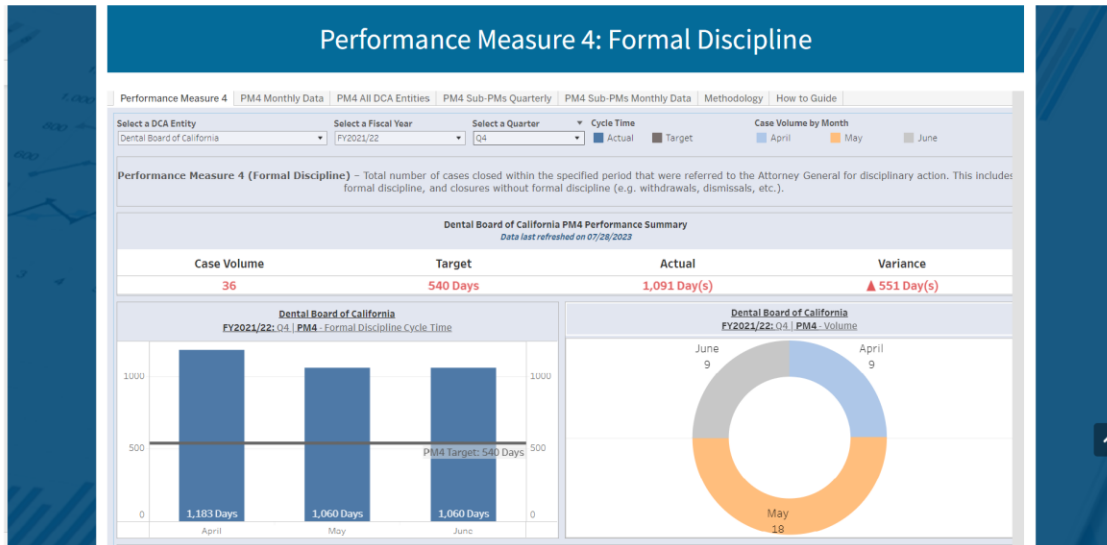 Performance Measure 4: Formal Discipline
Performance Measure 4 PM4 Monthly Data PM4 All DCA Entities PM4 Sub-PMs Quarterly PM4 Sub-PMs Monthly Data Methodology How to Guide
Select a DCA Entity Select a Fiscal Year Select a Quarter Cycle Time Case Volume by Month
Dental Board of California FY2021/22 Q4 Actual Target April May June
Performance Measure 4 (Formal Discipline) – Total number of cases closed within the specified period that were referred to the Attorney General for disciplinary action. This includes
formal discipline, and closures without formal discipline (e.g. withdrawals, dismissals, etc.).
Dental Board of California PM4 Performance Summary
Data last refreshed on 07/28/2023
Case Volume Target Actual Variance
36 540 Days 1,091 Day(s) ▲ 551 Day(s)
Dental Board of California
FY2021/22: Q4 | PM4 - Formal Discipline Cycle Time
1000 1000
500 500
PM4 Target: 540 Days
0 0
1,183 Days 1,060 Days 1,060 Days
April May June
Dental Board of California
FY2021/22: Q4 | PM4 - Volume
June
9
April
9
May
18
1,000
800
600
3 4